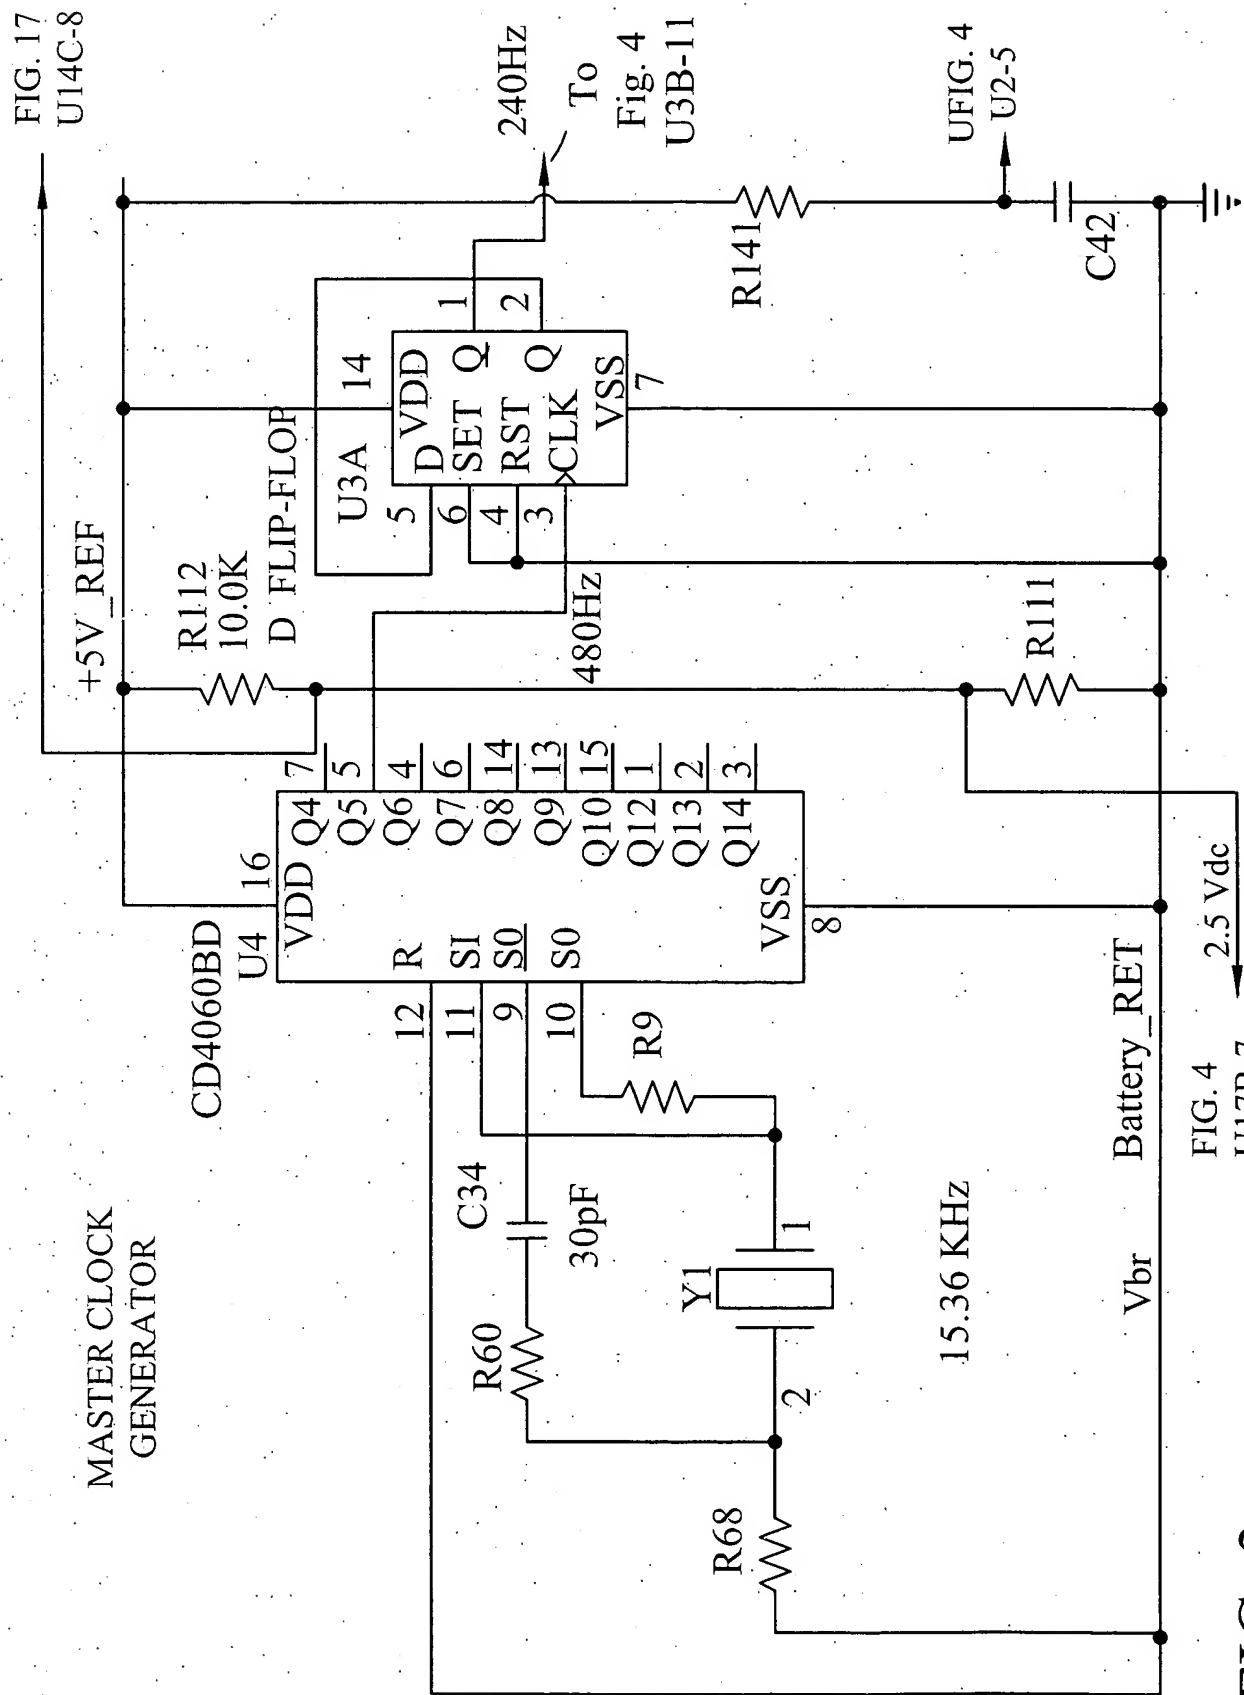 MASTER CLOCK
GENERATOR
CD4060BD
U4
16
VDD
R
SI
S0
S0
12
11
9
10
Q4
Q5
Q6
Q7
Q8
Q9
Q10
Q12
Q13
Q14
7
5
4
6
14
13
15
1
2
3
VSS
8
C34
30pF
R60
R9
Y1
1
2
R68
15.36 KHz
Vbr
Battery_RET
FIG. 4
2.5 Vdc
+5V_REF
R112
10.0K
D FLIP-FLOP
480Hz
R111
U3A
14
VDD
D
SET
RST
CLK
Q
Q
VSS
5
6
4
3
1
2
7
FIG. 17
U14C-8
240Hz
To
Fig. 4
U3B-11
R141
C42
UFIG. 4
U2-5